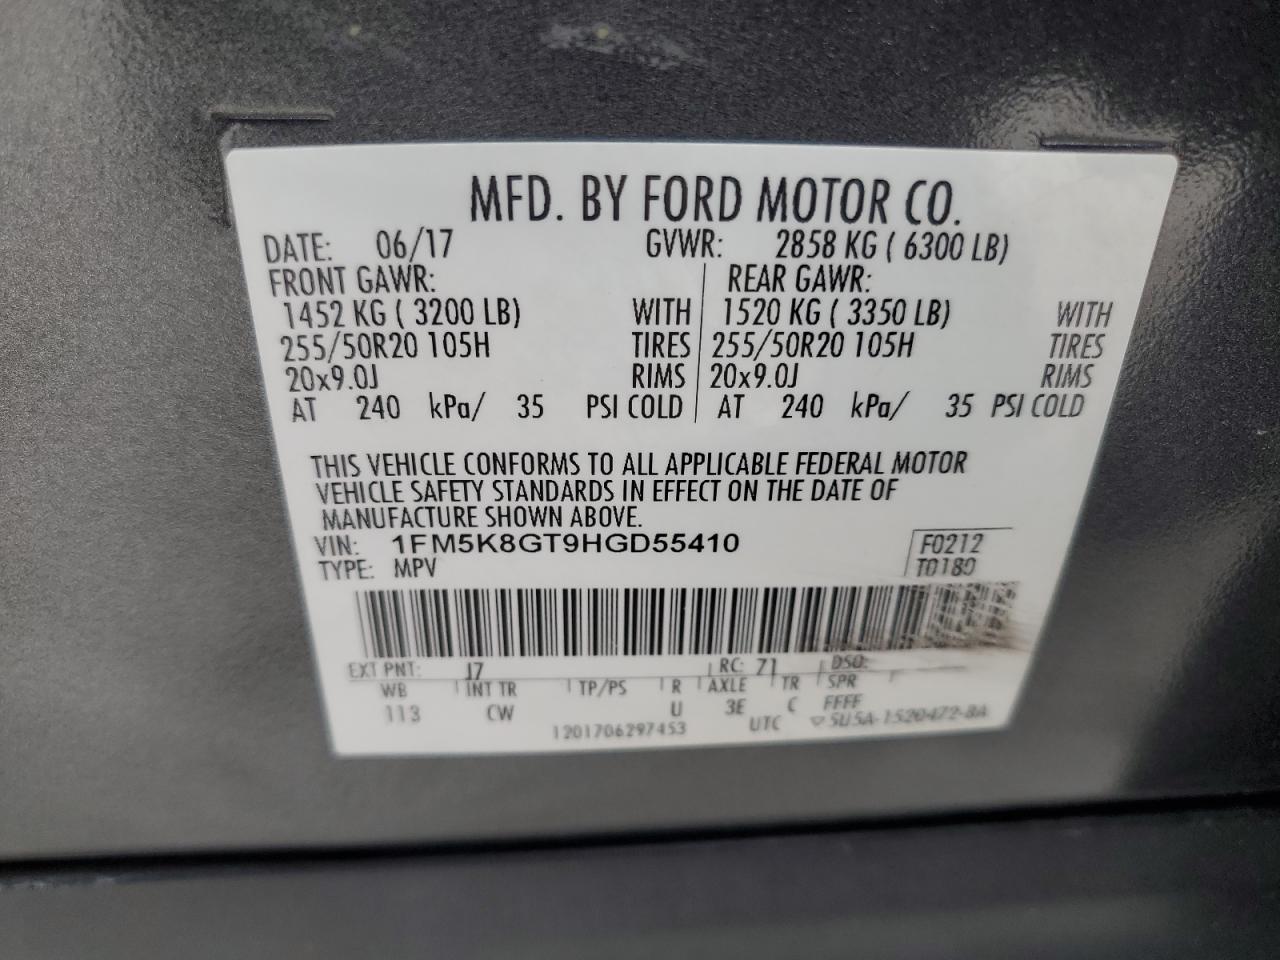 MFD. BY FORD MOTOR CO.
DATE: 06/17 GVWR: 2858 KG ( 6300 LB)
FRONT GAWR: REAR GAWR:
1452 KG ( 3200 LB) WITH 1520 KG ( 3350 LB) WITH
255/50R20 105H TIRES 255/50R20 105H TIRES
20x9.0J RIMS 20x9.0J RIMS
AT 240 kPa/ 35 PSI COLD AT 240 kPa/ 35 PSI COLD
THIS VEHICLE CONFORMS TO ALL APPLICABLE FEDERAL MOTOR
VEHICLE SAFETY STANDARDS IN EFFECT ON THE DATE OF
MANUFACTURE SHOWN ABOVE.
VIN: 1FM5K8GT9HGD55410 F0212
TYPE: MPV T0180
EXT PNT: J7 RC: 71 DSO:
WB INT TR TP/PS R AXLE TR SPR
113 CW U 3E C FFFF
1201706297453 UTC ▽5U5A-1520472-8A